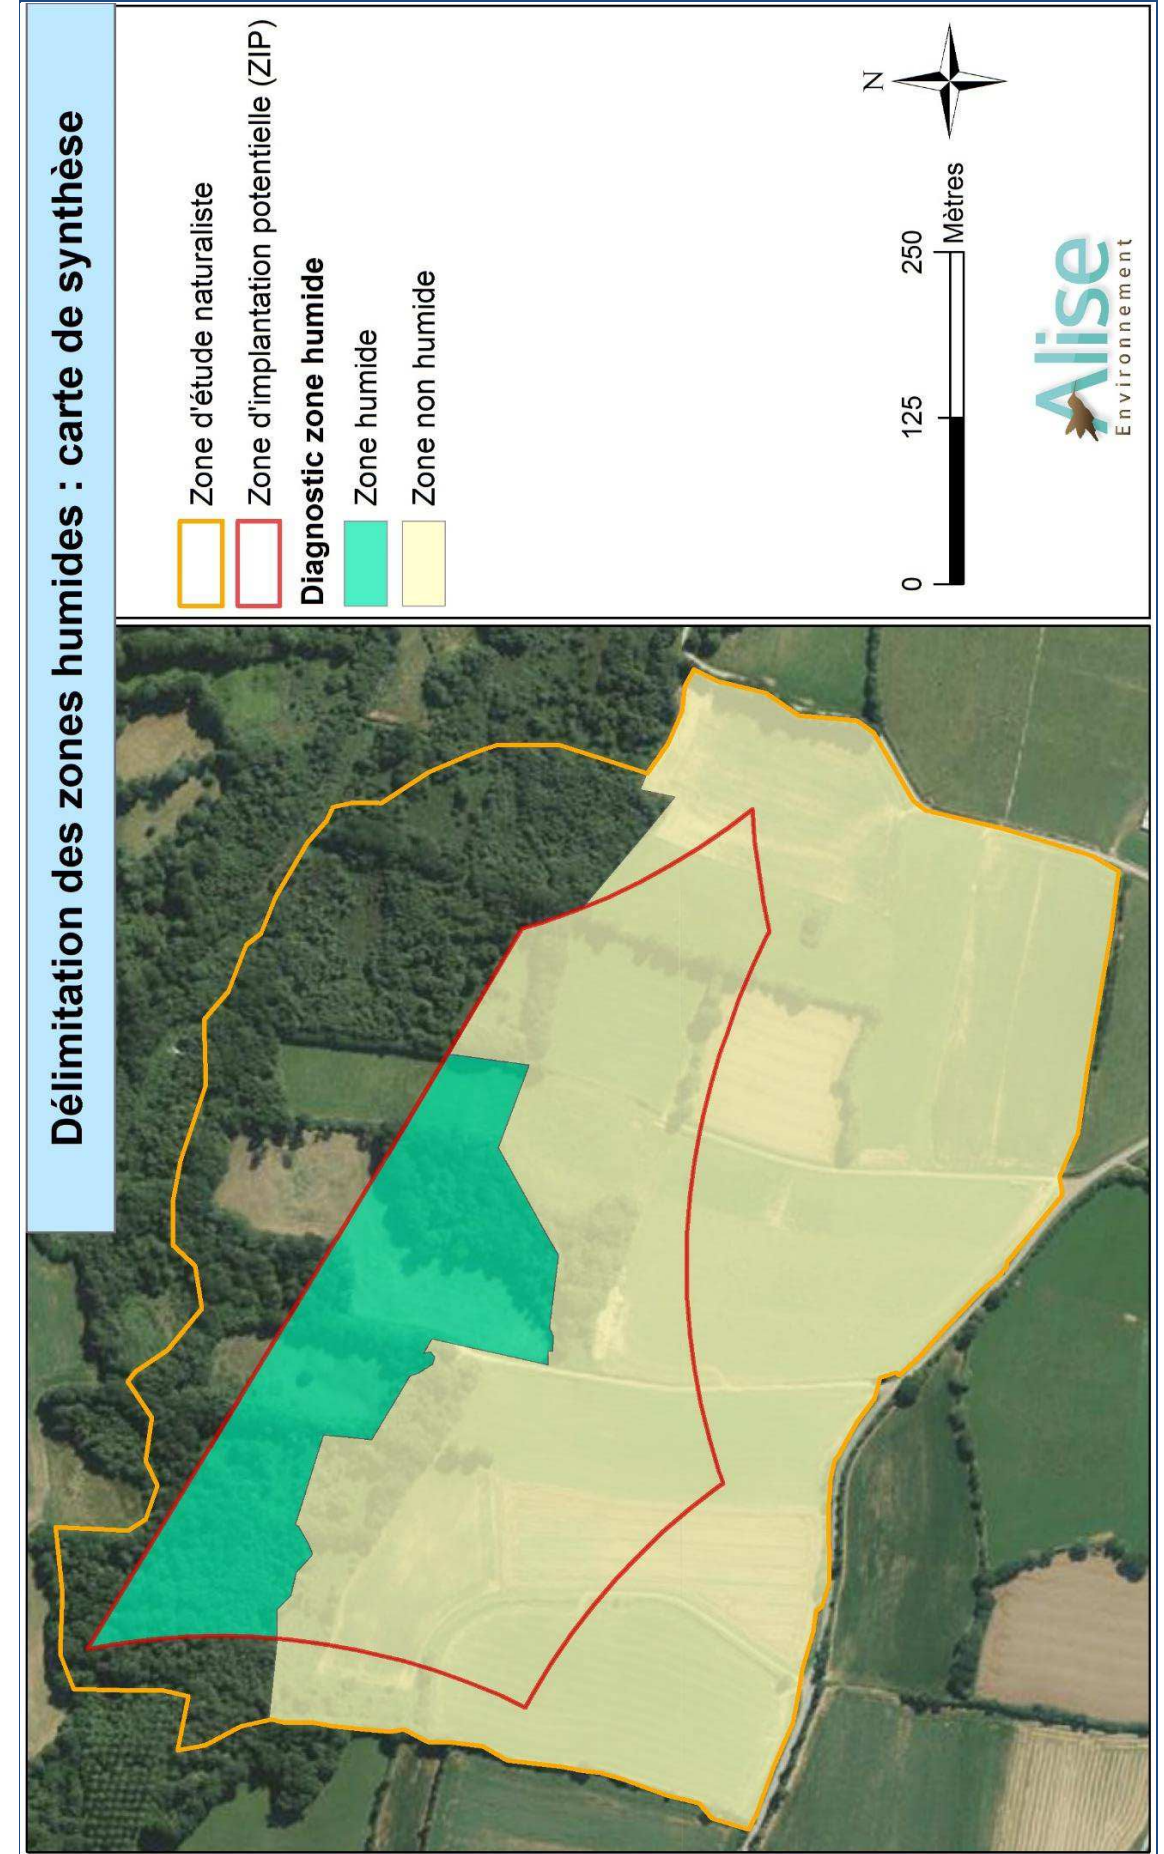 Délimitation des zones humides : carte de synthèse
Zone d'étude naturaliste
Zone d'implantation potentielle (ZIP)
Diagnostic zone humide
Zone humide
Zone non humide
N
0 125 250
Mètres
Alise
Environnement